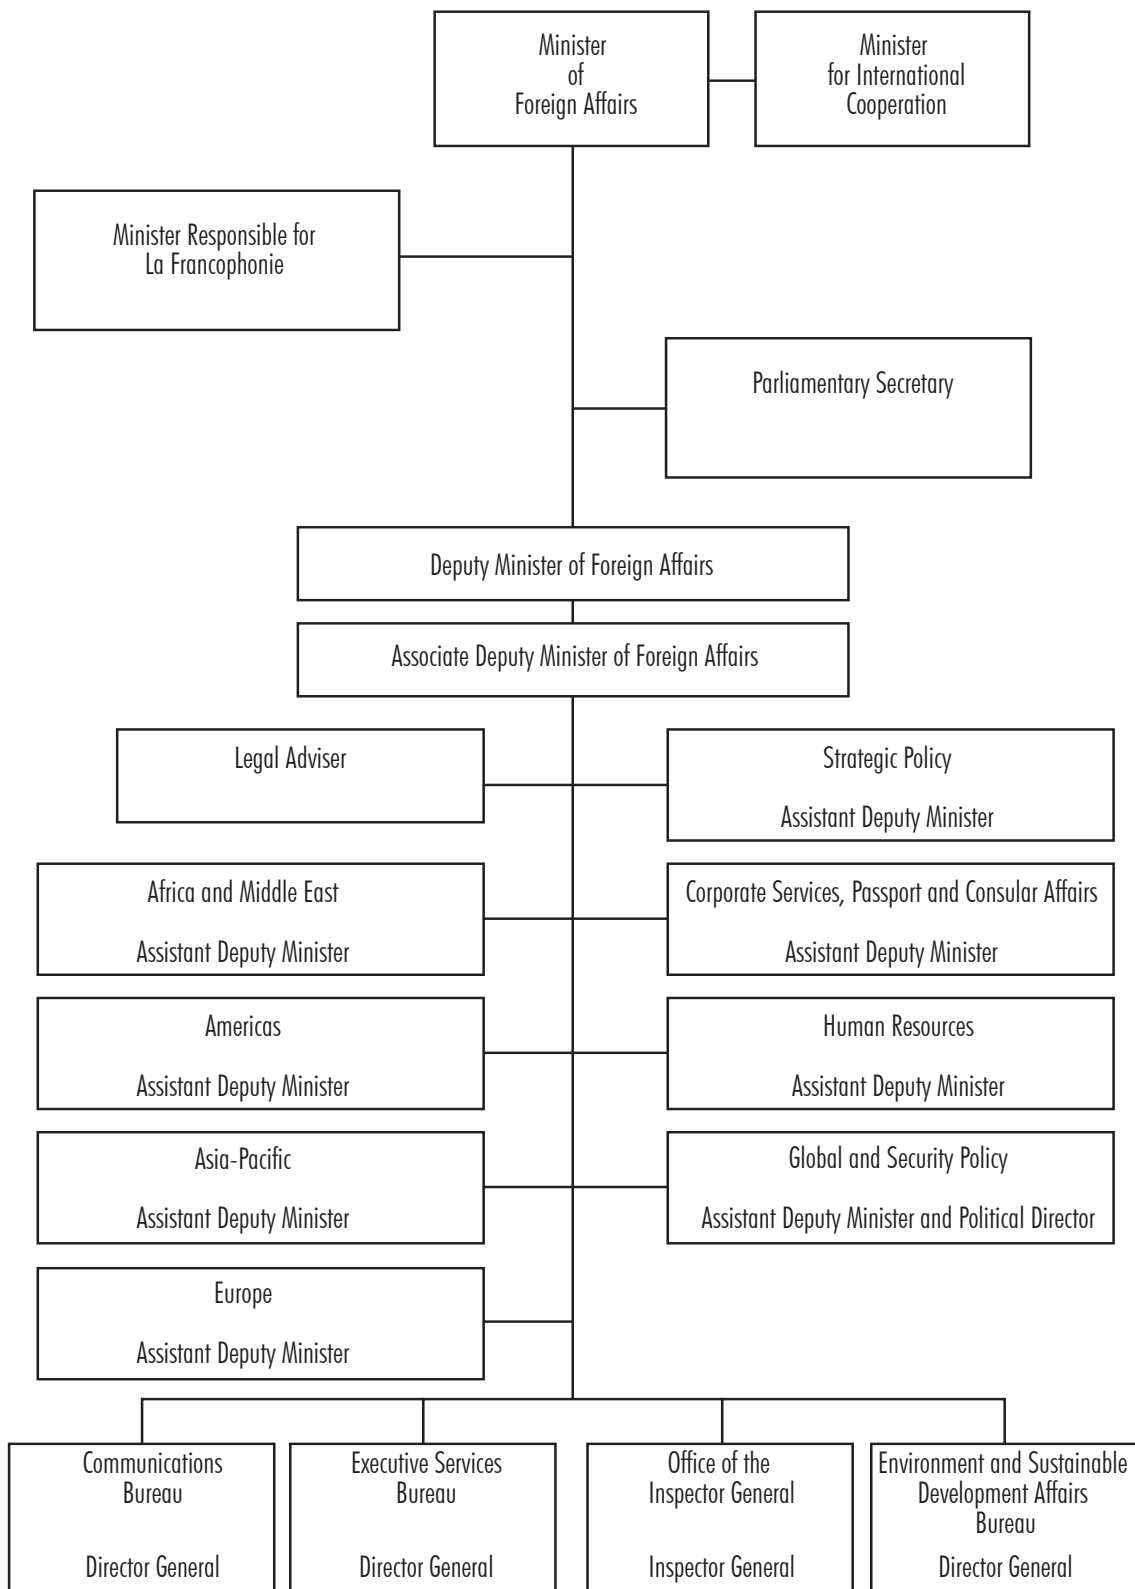 Minister
of
Foreign Affairs
Minister
for International
Cooperation
Minister Responsible for
La Francophonie
Parliamentary Secretary
Deputy Minister of Foreign Affairs
Associate Deputy Minister of Foreign Affairs
Legal Adviser
Strategic Policy
Assistant Deputy Minister
Africa and Middle East
Assistant Deputy Minister
Corporate Services, Passport and Consular Affairs
Assistant Deputy Minister
Americas
Assistant Deputy Minister
Human Resources
Assistant Deputy Minister
Asia-Pacific
Assistant Deputy Minister
Global and Security Policy
Assistant Deputy Minister and Political Director
Europe
Assistant Deputy Minister
Communications
Bureau
Director General
Executive Services
Bureau
Director General
Office of the
Inspector General
Inspector General
Environment and Sustainable
Development Affairs
Bureau
Director General